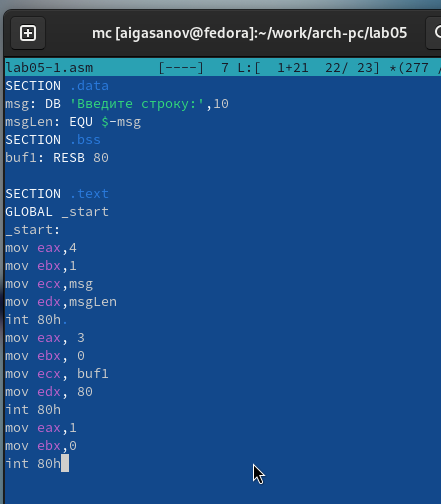 mc [aigasanov@fedora]:~/work/arch-pc/lab05
lab05-1.asm [----] 7 L:[ 1+21 22/ 23] *(277 /
SECTION .data
msg: DB 'Введите строку:',10
msgLen: EQU $-msg
SECTION .bss
buf1: RESB 80
SECTION .text
GLOBAL _start
_start:
mov eax,4
mov ebx,1
mov ecx,msg
mov edx,msgLen
int 80h.
mov eax, 3
mov ebx, 0
mov ecx, buf1
mov edx, 80
int 80h
mov eax,1
mov ebx,0
int 80h